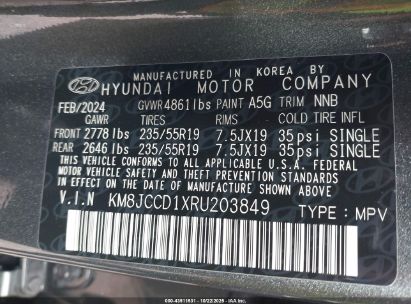 MANUFACTURED IN KOREA BY
HYUNDAI MOTOR COMPANY
FEB/2024 GVWR 4861lbs PAINT A5G TRIM NNB
GAWR TIRES RIMS COLD TIRE INFL
FRONT 2778 lbs 235/55R19 7.5JX19 35psi SINGLE
REAR 2646 lbs 235/55R19 7.5JX19 35psi SINGLE
THIS VEHICLE CONFORMS TO ALL APPLICABLE U.S.A. FEDERAL
MOTOR VEHICLE SAFETY AND THEFT PREVENTION STANDARDS
IN EFFECT ON THE DATE OF MANUFACTURE SHOWN ABOVE.
V.I.N KM8JCCD1XRU203849 TYPE : MPV